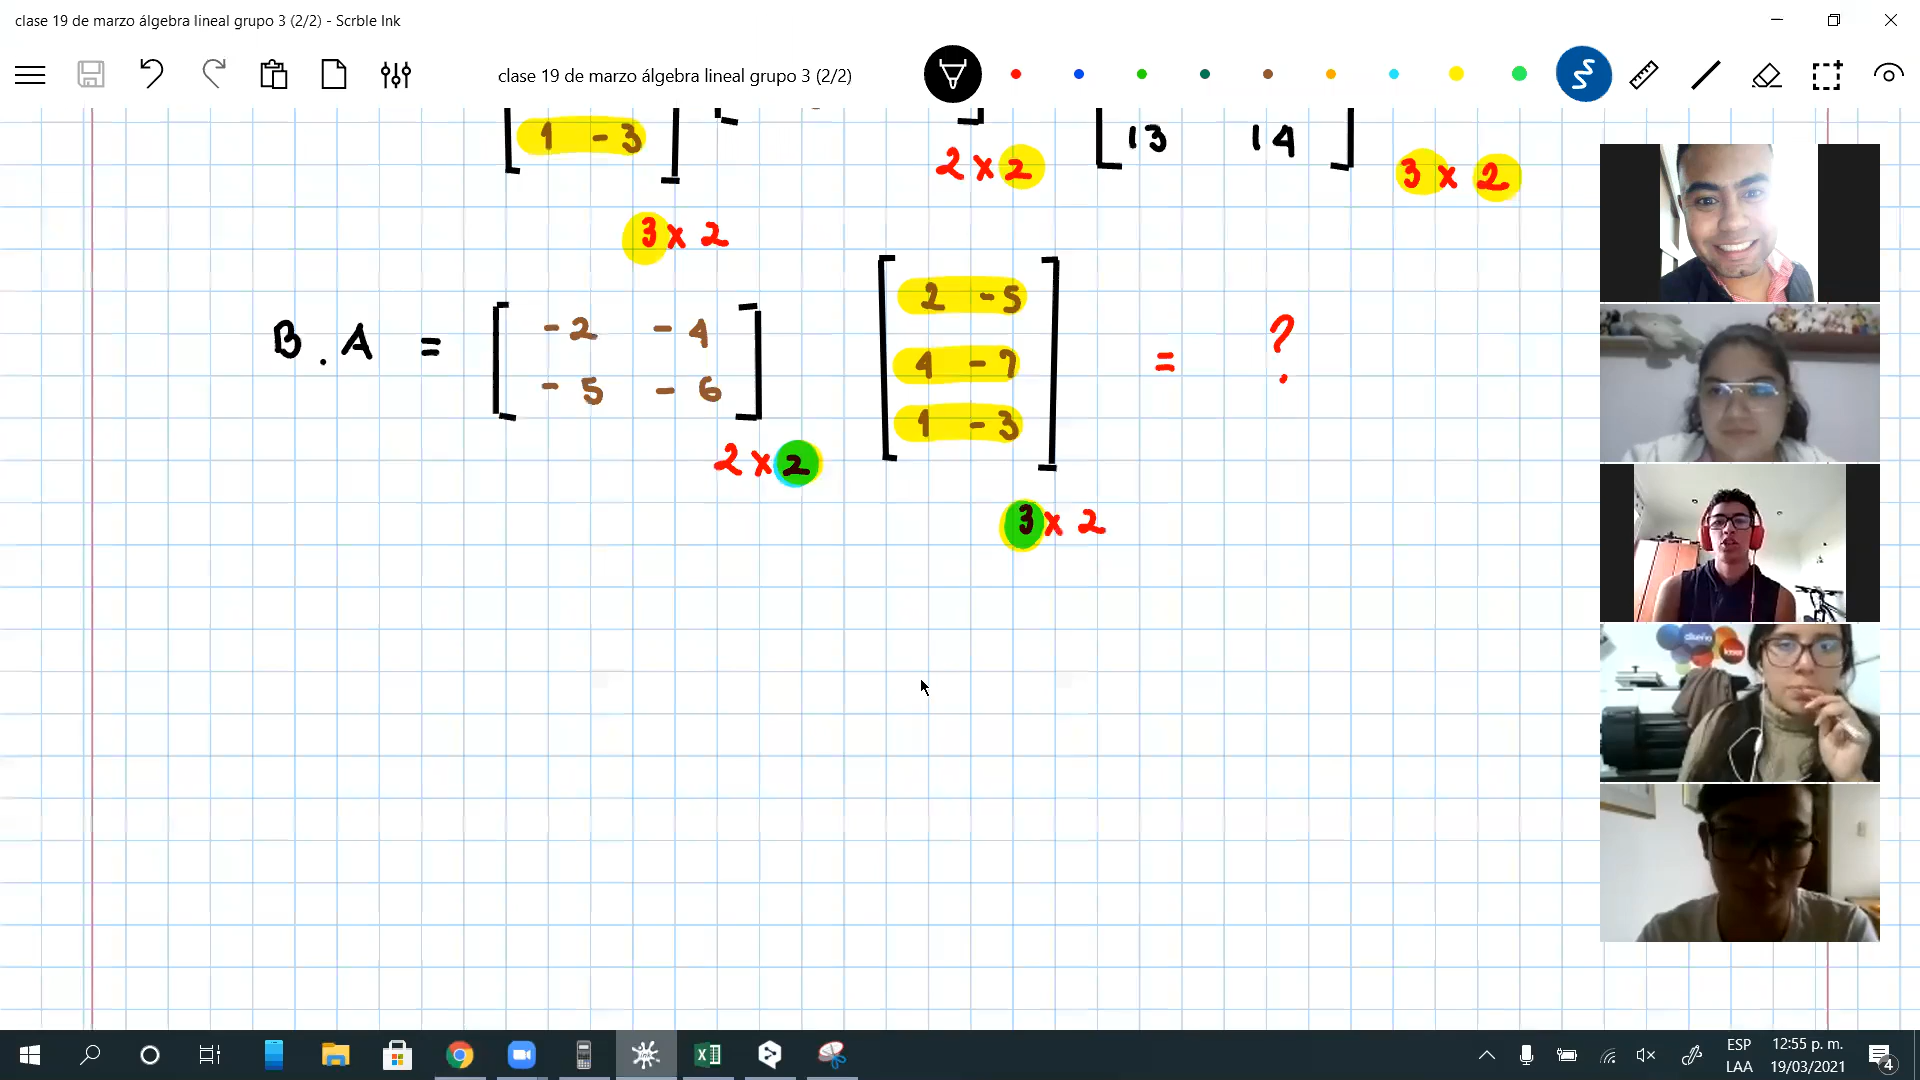 clase 19 de marzo álgebra lineal grupo 3 (2/2) - Scrble Ink
clase 19 de marzo álgebra lineal grupo 3 (2/2)
1 -3
13 14
2 x 2
3 x 2
3 x 2
B . A = -2 -4
-5 -6
2 x 2
2 -5
4 -7
1 -3
= ?
3 x 2
diseño
ESP
LAA
12:55 p. m.
19/03/2021
4